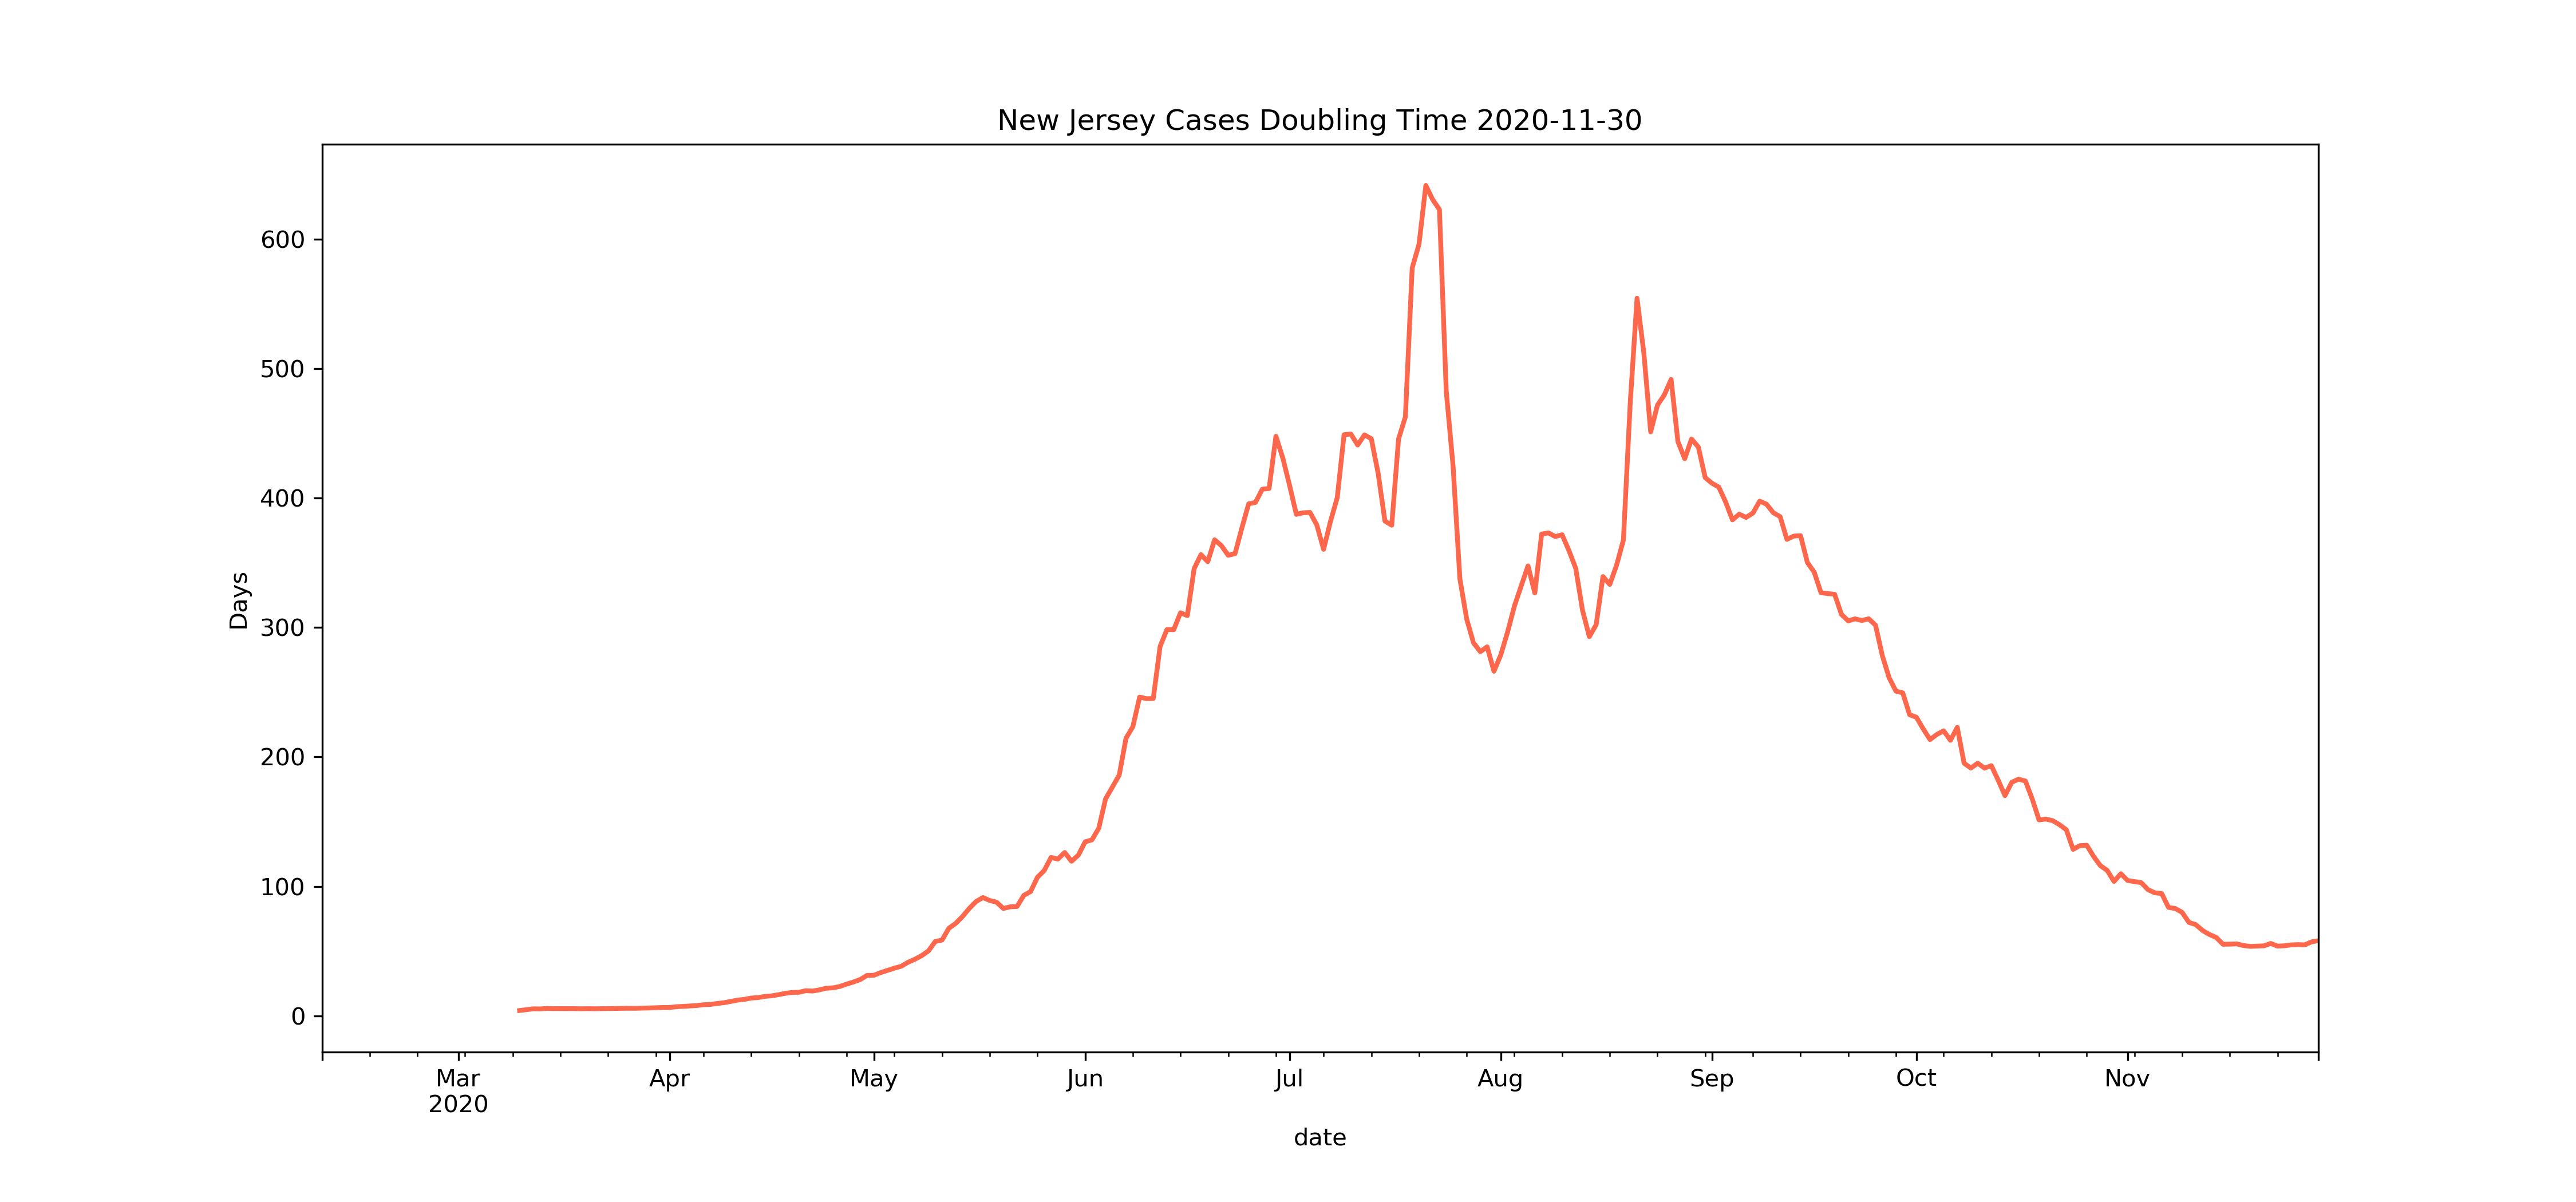 New Jersey Cases Doubling Time 2020-11-30
600
500
400
300
200
100
0
Days
Mar
2020
Apr
May
Jun
Jul
Aug
Sep
Oct
Nov
date